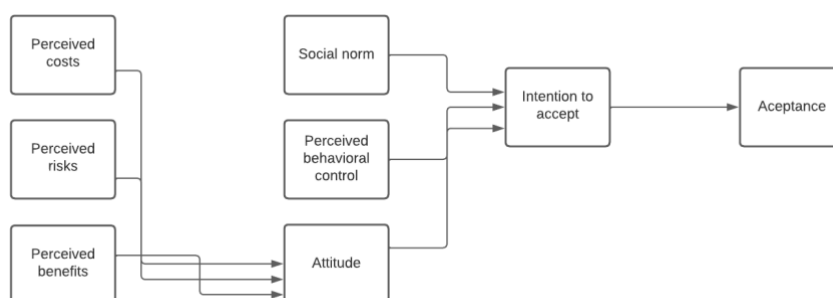 Perceived
costs
Social norm
Intention to
accept
Aceptance
Perceived
risks
Perceived
behavioral
control
Perceived
benefits
Attitude